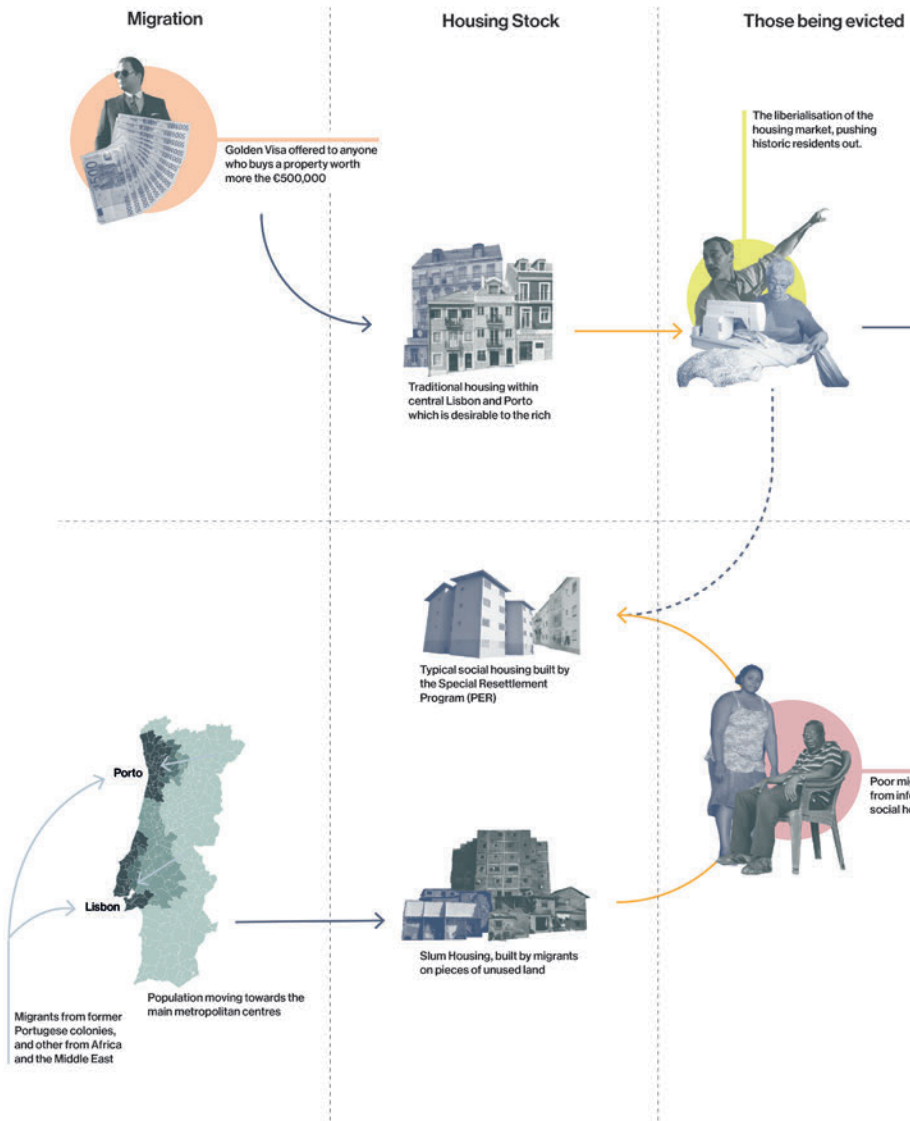 Migration
Housing Stock
Those being evicted
Golden Visa offered to anyone
who buys a property worth
more the €500,000
The liberialisation of the
housing market, pushing
historic residents out.
Traditional housing within
central Lisbon and Porto
which is desirable to the rich
Typical social housing built by
the Special Resettlement
Program (PER)
Porto
Lisbon
Poor
from
social
Slum Housing, built by migrants
on pieces of unused land
Population moving towards the
main metropolitan centres
Migrants from former
Portugese colonies,
and other from Africa
and the Middle East